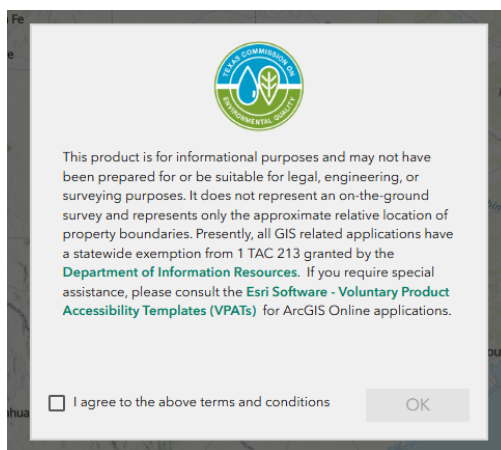 Fe
TEXAS COMMISSION ON
ENVIRONMENTAL QUALITY
This product is for informational purposes and may not have
been prepared for or be suitable for legal, engineering, or
surveying purposes. It does not represent an on-the-ground
survey and represents only the approximate relative location of
property boundaries. Presently, all GIS related applications have
a statewide exemption from 1 TAC 213 granted by the
Department of Information Resources. If you require special
assistance, please consult the Esri Software - Voluntary Product
Accessibility Templates (VPATs) for ArcGIS Online applications.
I agree to the above terms and conditions
OK